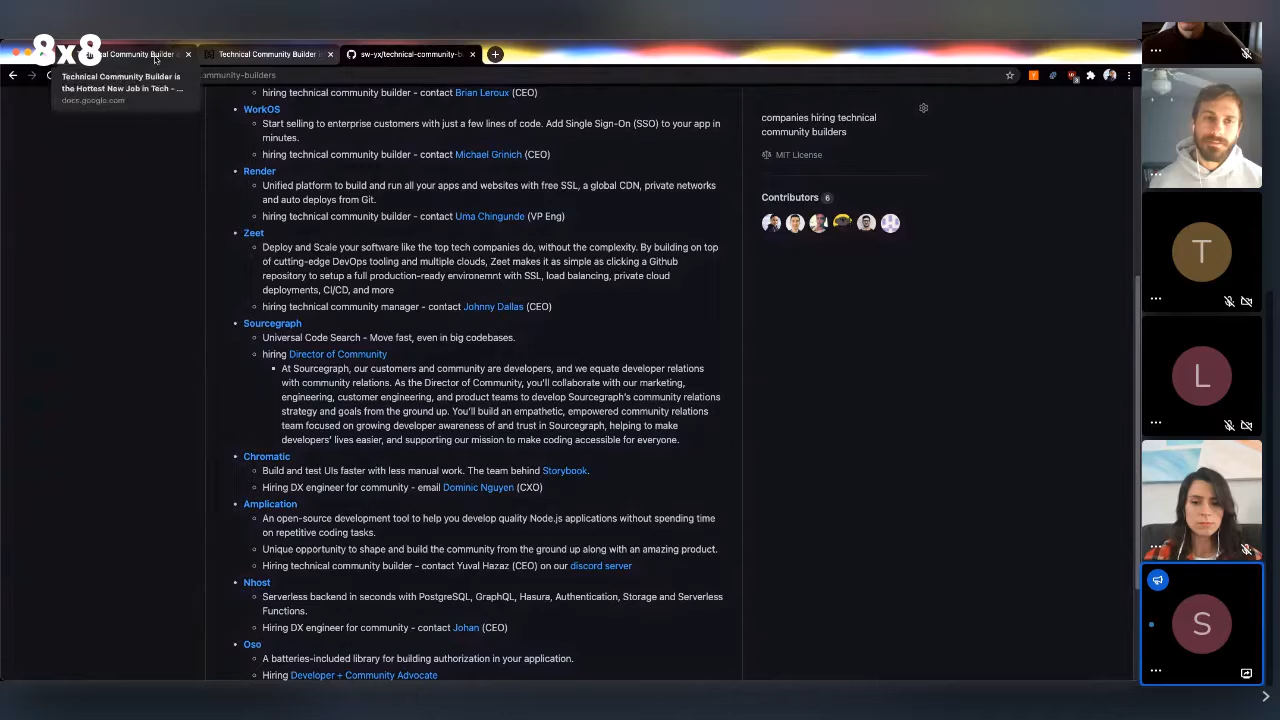 8x8
Technical Community Builder
Technical Community Builder i
sw-yx/technical-community-b
Technical Community Builder is
the Hottest New Job in Tech - ...
docs.google.com
community-builders
hiring technical community builder - contact Brian Leroux (CEO)
WorkOS
Start selling to enterprise customers with just a few lines of code. Add Single Sign-On (SSO) to your app in
minutes.
hiring technical community builder - contact Michael Grinich (CEO)
Render
Unified platform to build and run all your apps and websites with free SSL, a global CDN, private networks
and auto deploys from Git.
hiring technical community builder - contact Uma Chingunde (VP Eng)
Zeet
Deploy and Scale your software like the top tech companies do, without the complexity. By building on top
of cutting-edge DevOps tooling and multiple clouds, Zeet makes it as simple as clicking a Github
repository to setup a full production-ready environemnt with SSL, load balancing, private cloud
deployments, CI/CD, and more
hiring technical community manager - contact Johnny Dallas (CEO)
Sourcegraph
Universal Code Search - Move fast, even in big codebases.
hiring Director of Community
At Sourcegraph, our customers and community are developers, and we equate developer relations
with community relations. As the Director of Community, you'll collaborate with our marketing,
engineering, customer engineering, and product teams to develop Sourcegraph's community relations
strategy and goals from the ground up. You'll build an empathetic, empowered community relations
team focused on growing developer awareness of and trust in Sourcegraph, helping to make
developers' lives easier, and supporting our mission to make coding accessible for everyone.
Chromatic
Build and test UIs faster with less manual work. The team behind Storybook.
Hiring DX engineer for community - email Dominic Nguyen (CXO)
Amplication
An open-source development tool to help you develop quality Node.js applications without spending time
on repetitive coding tasks.
Unique opportunity to shape and build the community from the ground up along with an amazing product.
Hiring technical community builder - contact Yuval Hazaz (CEO) on our discord server
Nhost
Serverless backend in seconds with PostgreSQL, GraphQL, Hasura, Authentication, Storage and Serverless
Functions.
Hiring DX engineer for community - contact Johan (CEO)
Oso
A batteries-included library for building authorization in your application.
Hiring Developer + Community Advocate
companies hiring technical
community builders
MIT License
Contributors 6
T
L
S